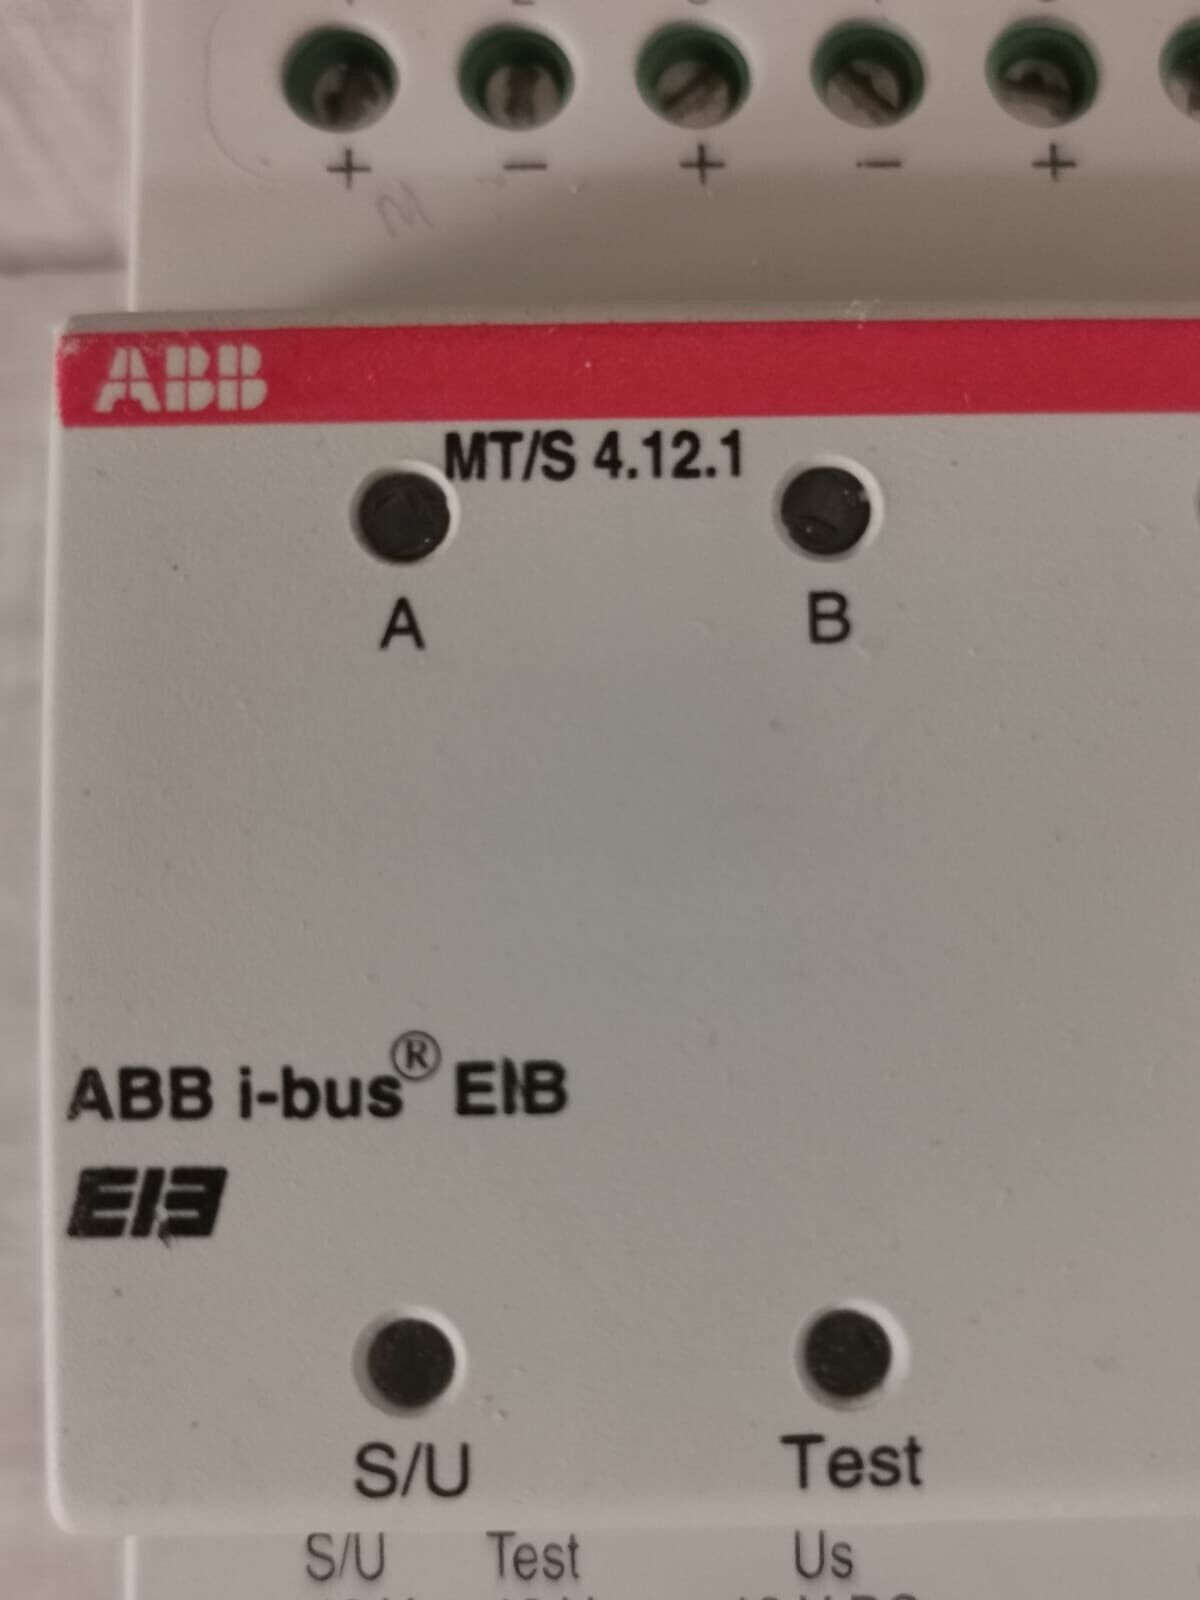 + − + − +
ABB
MT/S 4.12.1
A B
ABB i-bus® EIB
EIB
S/U Test
S/U Test Us